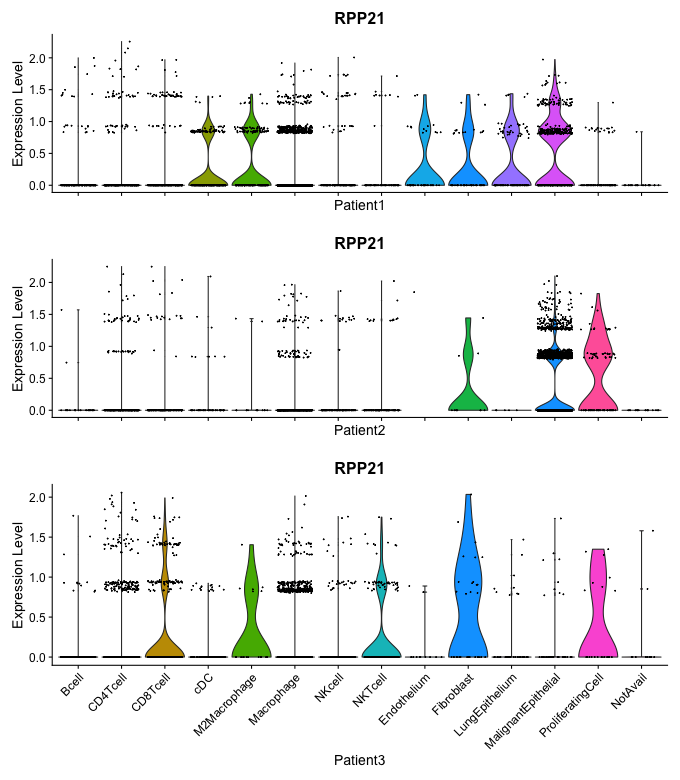 RPP21
Expression Level
2.0
1.5
1.0
0.5
0.0
Patient1
RPP21
Expression Level
2.0
1.5
1.0
0.5
0.0
Patient2
RPP21
Expression Level
2.0
1.5
1.0
0.5
0.0
Bcell
CD4Tcell
CD8Tcell
cDC
M2Macrophage
Macrophage
NKcell
NKTcell
Endothelium
Fibroblast
LungEpithelium
MalignantEpithelial
ProliferatingCell
NotAvail
Patient3